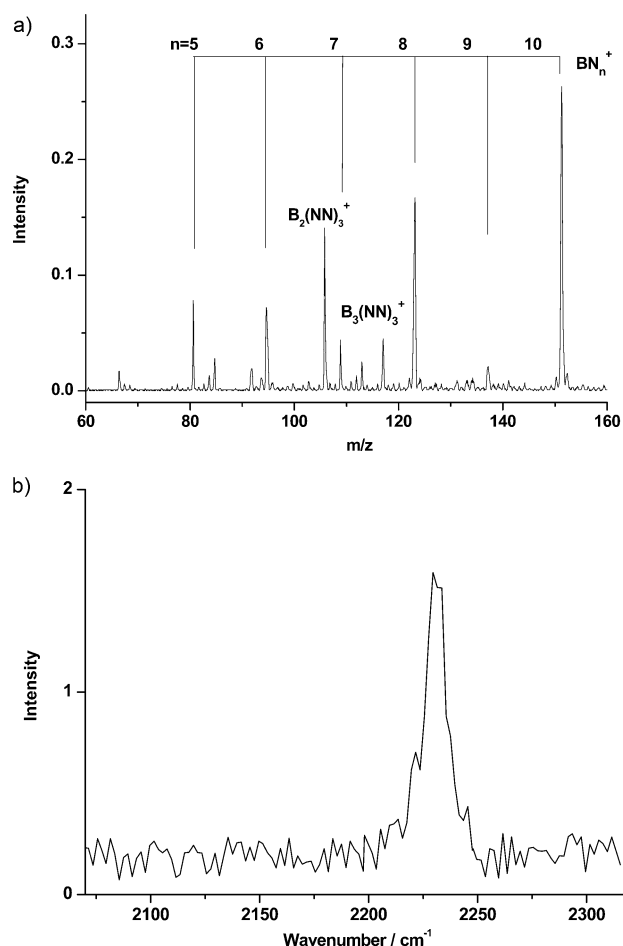 a)
0.3
0.2
0.1
0.0
Intensity
n=5 6 7 8 9 10
BNn+
B2(NN)3+
B3(NN)3+
60 80 100 120 140 160
m/z
b)
2
1
0
Intensity
2100 2150 2200 2250 2300
Wavenumber / cm-1